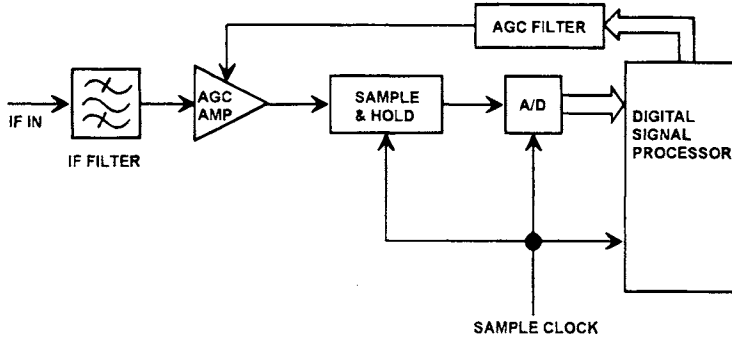 AGC FILTER
IF IN
IF FILTER
AGC
AMP
SAMPLE
& HOLD
A/D
DIGITAL
SIGNAL
PROCESSOR
SAMPLE CLOCK